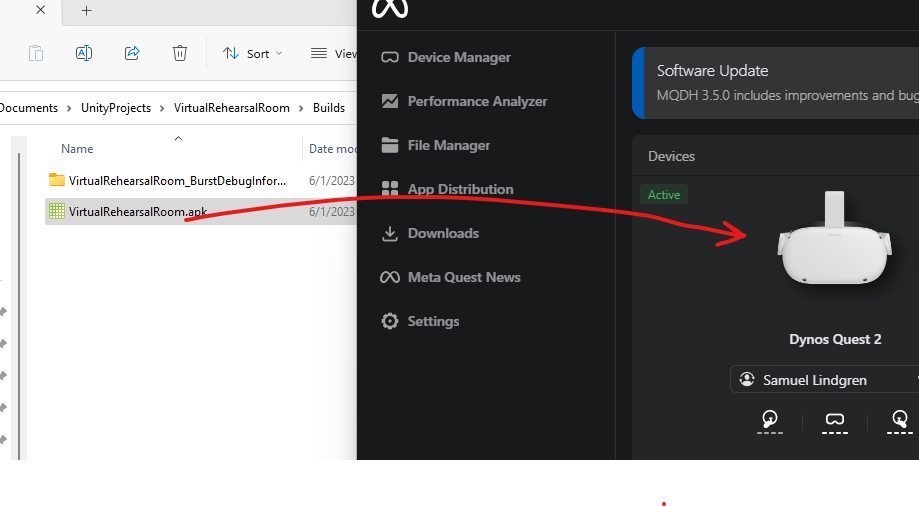 Sort
View
Documents > UnityProjects > VirtualRehearsalRoom > Builds
Name
Date mod
VirtualRehearsalRoom_BurstDebugInfor...
6/1/2023
VirtualRehearsalRoom.apk
6/1/2023
Device Manager
Performance Analyzer
File Manager
App Distribution
Downloads
Meta Quest News
Settings
Software Update
MQDH 3.5.0 includes improvements and bug
Devices
Active
Dynos Quest 2
Samuel Lindgren